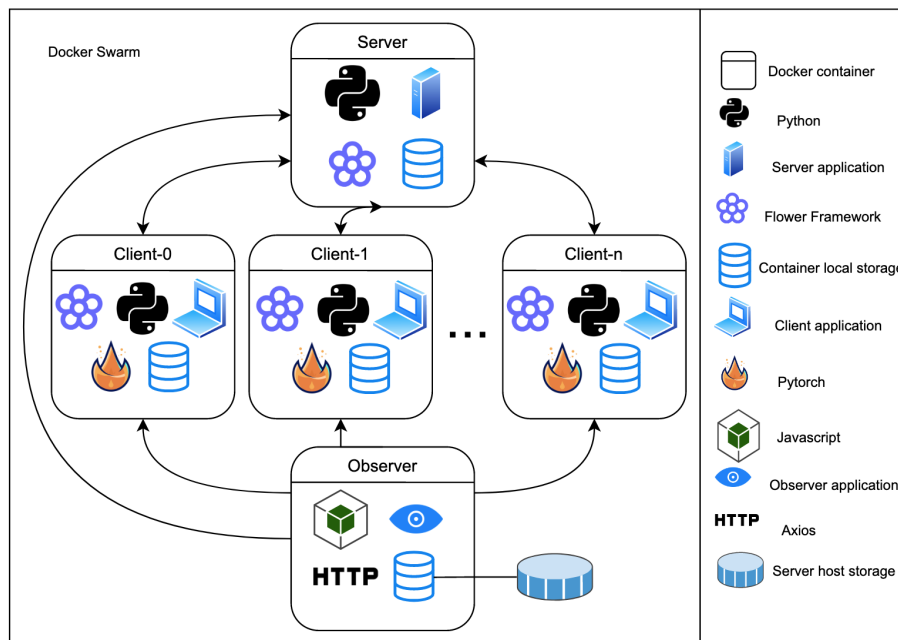 Docker Swarm
Server
Client-0
Client-1
Client-n
...
Observer
HTTP
Docker container
Python
Server application
Flower Framework
Container local storage
Client application
Pytorch
Javascript
Observer application
HTTP
Axios
Server host storage